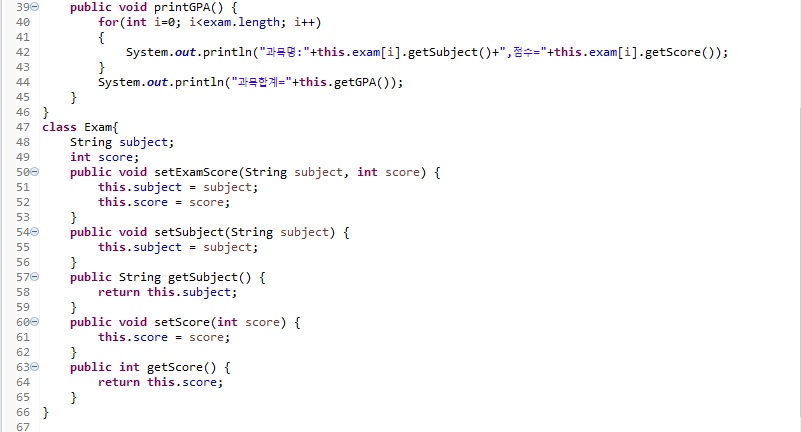 39 public void printGPA() {
40 for(int i=0; i<exam.length; i++)
41 {
42 System.out.println("과목명:"+this.exam[i].getSubject()+",점수="+this.exam[i].getScore());
43 }
44 System.out.println("과목합계="+this.getGPA());
45 }
46 }
47 class Exam{
48 String subject;
49 int score;
50 public void setExamScore(String subject, int score) {
51 this.subject = subject;
52 this.score = score;
53 }
54 public void setSubject(String subject) {
55 this.subject = subject;
56 }
57 public String getSubject() {
58 return this.subject;
59 }
60 public void setScore(int score) {
61 this.score = score;
62 }
63 public int getScore() {
64 return this.score;
65 }
66 }
67